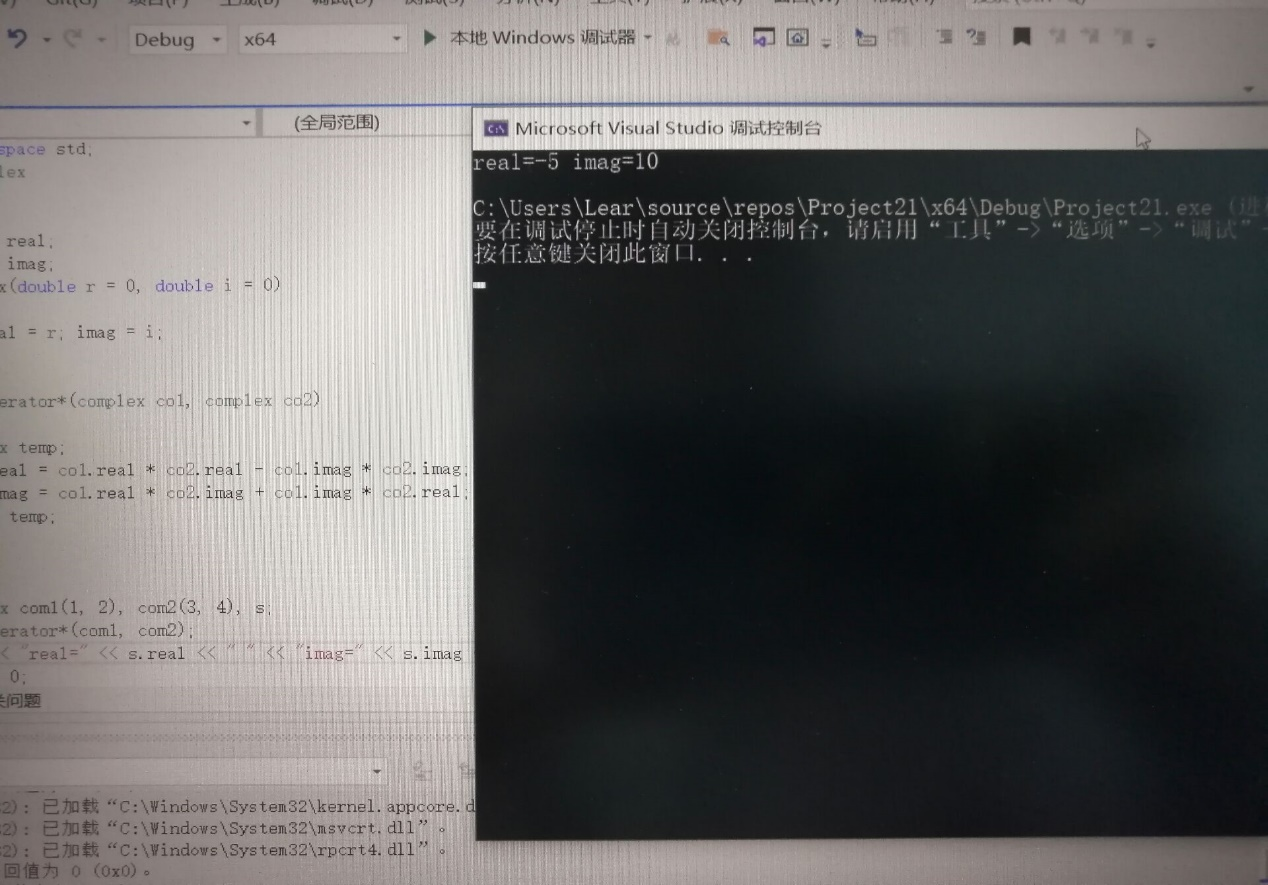 Debug x64 本地 Windows 调试器
(全局范围)
Microsoft Visual Studio 调试控制台
space std;
lex
real;
imag;
x(double r = 0, double i = 0)
al = r; imag = i;
erator*(complex co1, complex co2)
x temp;
eal = co1.real * co2.real - co1.imag * co2.imag;
mag = co1.real * co2.imag + co1.imag * co2.real;
temp;
x com1(1, 2), com2(3, 4), s;
erator*(com1, com2);
< "real=" << s.real << " " << "imag=" << s.imag
0;
关问题
real=-5 imag=10
C:\Users\Lear\source\repos\Project21\x64\Debug\Project21.exe (进
要在调试停止时自动关闭控制台，请启用“工具”->“选项”->“调试”-
按任意键关闭此窗口. . .
2): 已加载“C:\Windows\System32\kernel.appcore.d
2): 已加载“C:\Windows\System32\msvcrt.dll”。
2): 已加载“C:\Windows\System32\rpcrt4.dll”。
回值为 0 (0x0)。